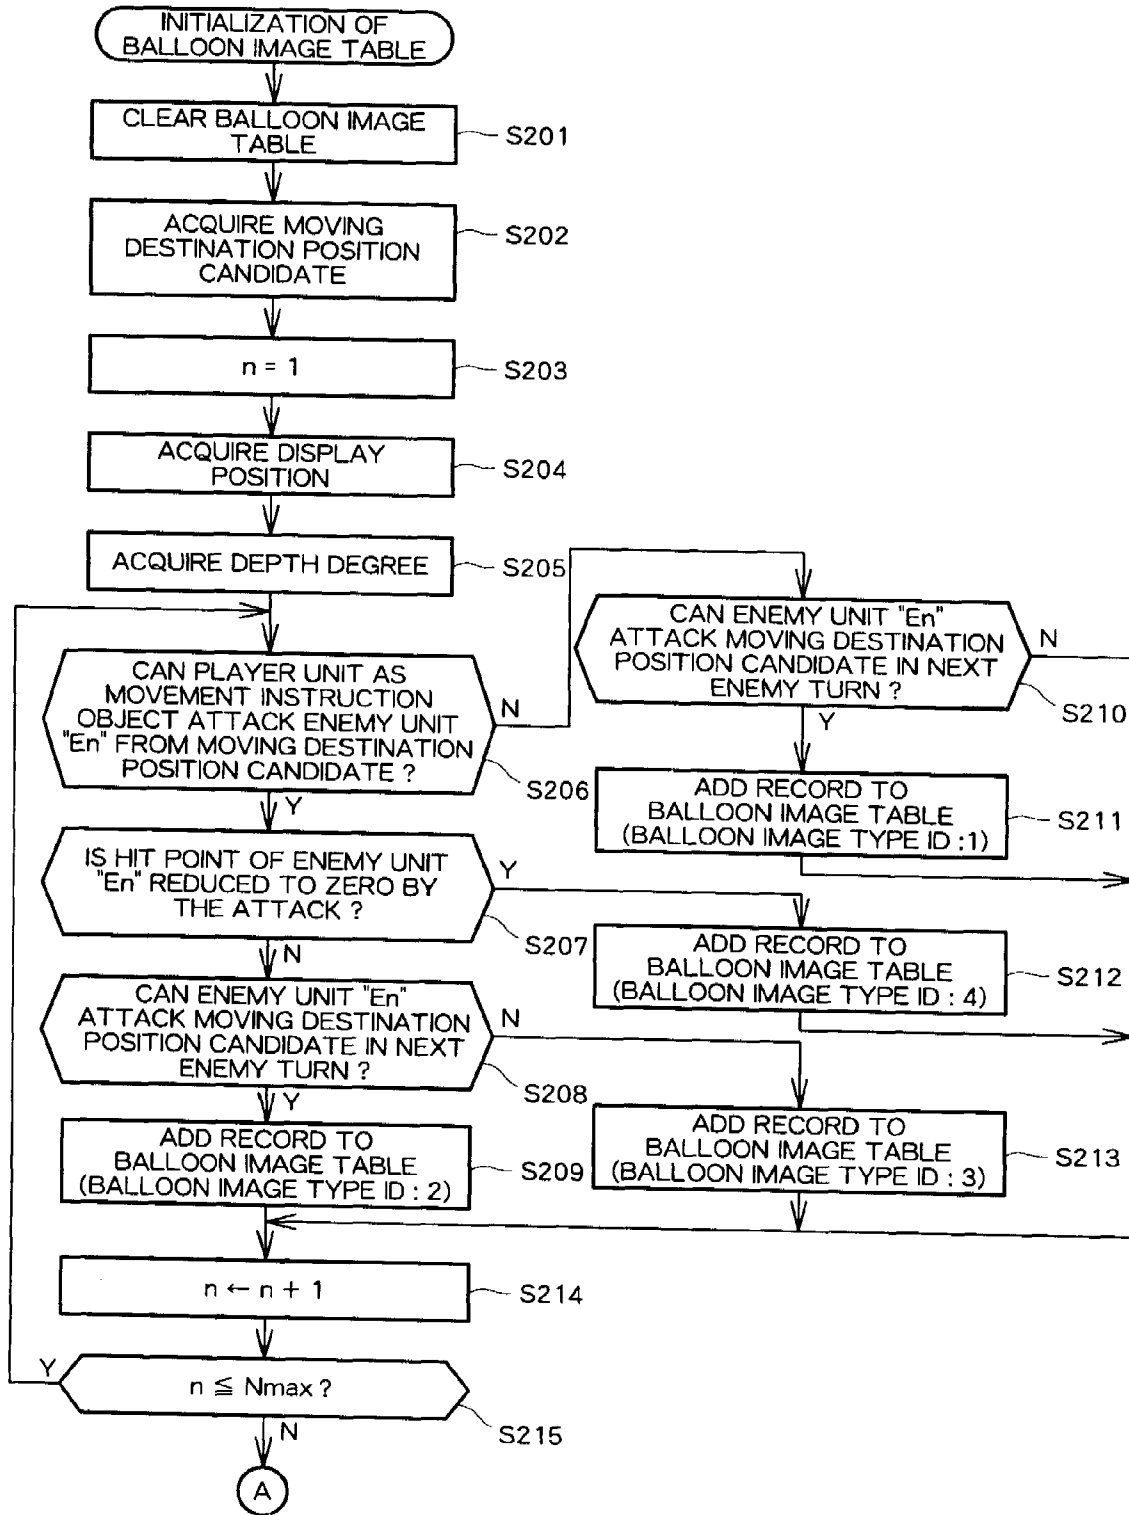 INITIALIZATION OF
BALLOON IMAGE TABLE
CLEAR BALLOON IMAGE
TABLE
S201
ACQUIRE MOVING
DESTINATION POSITION
CANDIDATE
S202
n = 1
S203
ACQUIRE DISPLAY
POSITION
S204
ACQUIRE DEPTH DEGREE
S205
CAN PLAYER UNIT AS
MOVEMENT INSTRUCTION
OBJECT ATTACK ENEMY UNIT
"En" FROM MOVING DESTINATION
POSITION CANDIDATE ?
N
S206
Y
CAN ENEMY UNIT "En"
ATTACK MOVING DESTINATION
POSITION CANDIDATE IN NEXT
ENEMY TURN ?
N
S210
Y
ADD RECORD TO
BALLOON IMAGE TABLE
(BALLOON IMAGE TYPE ID :1)
S211
IS HIT POINT OF ENEMY UNIT
"En" REDUCED TO ZERO BY
THE ATTACK ?
Y
S207
N
ADD RECORD TO
BALLOON IMAGE TABLE
(BALLOON IMAGE TYPE ID : 4)
S212
CAN ENEMY UNIT "En"
ATTACK MOVING DESTINATION
POSITION CANDIDATE IN NEXT
ENEMY TURN ?
N
S208
Y
ADD RECORD TO
BALLOON IMAGE TABLE
(BALLOON IMAGE TYPE ID : 2)
S209
ADD RECORD TO
BALLOON IMAGE TABLE
(BALLOON IMAGE TYPE ID : 3)
S213
n ← n + 1
S214
Y
n ≦ Nmax ?
S215
N
A